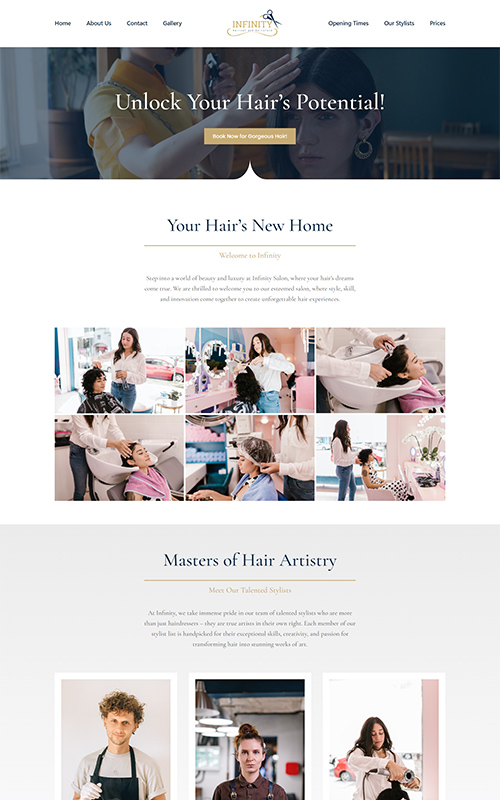 Home
About Us
Contact
Gallery
INFINITY
Opening Times
Our Stylists
Prices
Unlock Your Hair's Potential!
Book Now for Gorgeous Hair!
Your Hair's New Home
Welcome to Infinity
Step into a world of beauty and luxury at Infinity Salon, where your hair's dreams
come true. We are thrilled to welcome you to our esteemed salon, where style, skill,
and innovation come together to create unforgettable hair experiences.
Masters of Hair Artistry
Meet Our Talented Stylists
At Infinity, we take immense pride in our team of talented stylists who are more
than just hairdressers – they are true artists in their own right. Each member of our
stylist list is handpicked for their exceptional skills, creativity, and passion for
transforming hair into stunning works of art.